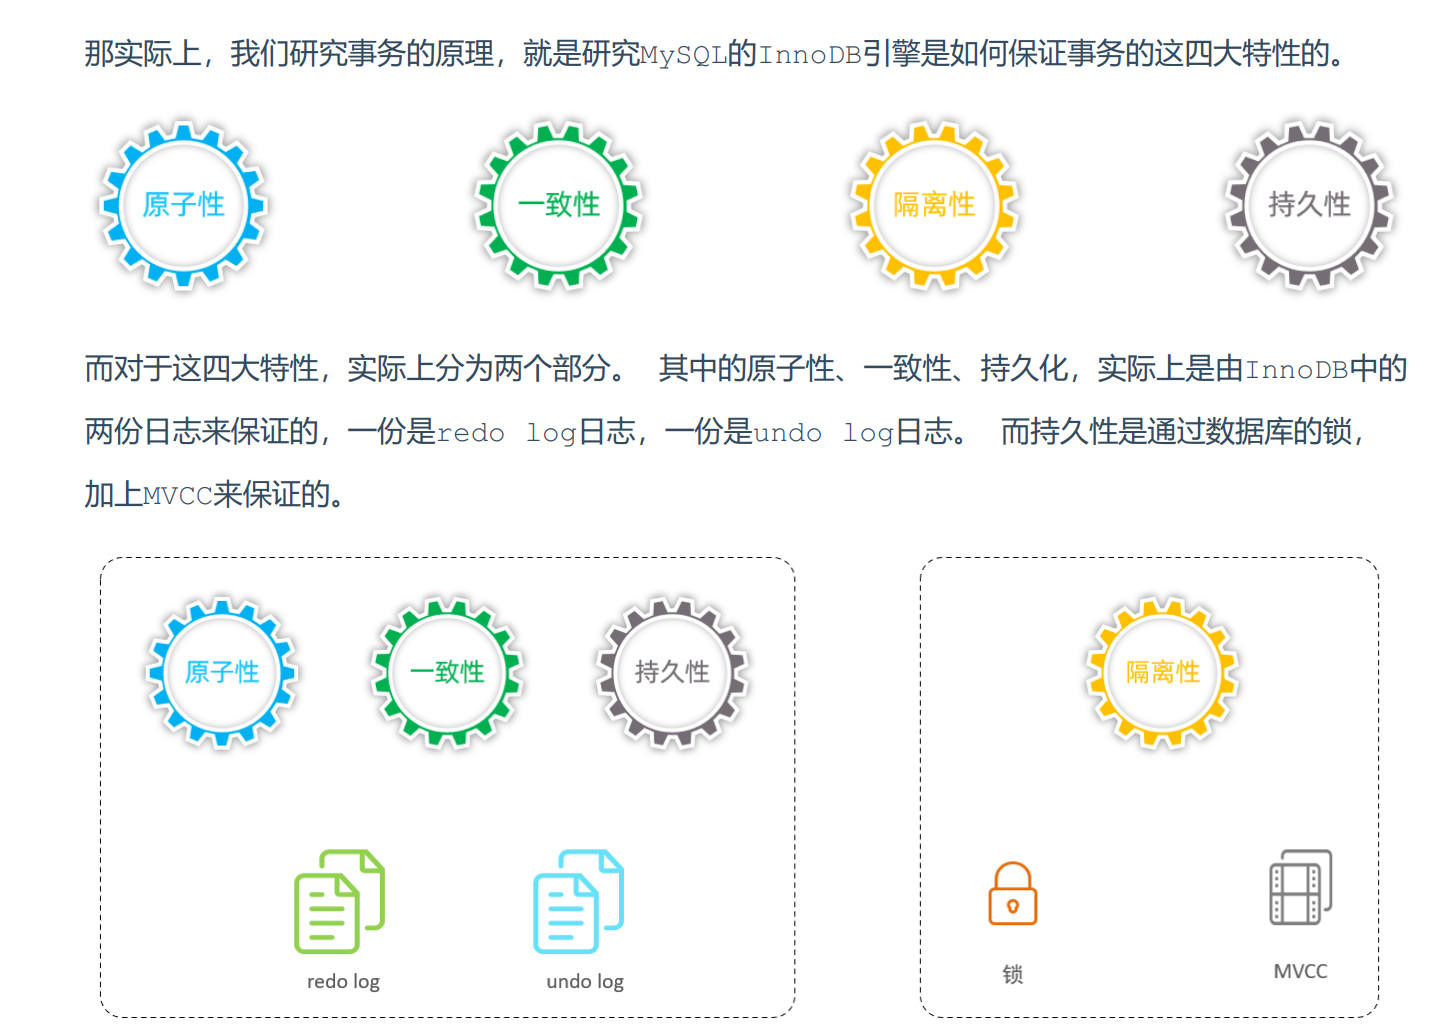 那实际上，我们研究事务的原理，就是研究MySQL的InnoDB引擎是如何保证事务的这四大特性的。
原子性 一致性 隔离性 持久性
而对于这四大特性，实际上分为两个部分。 其中的原子性、一致性、持久化，实际上是由InnoDB中的
两份日志来保证的，一份是redo log日志，一份是undo log日志。 而持久性是通过数据库的锁，
加上MVCC来保证的。
原子性 一致性 持久性
redo log undo log
隔离性
锁 MVCC